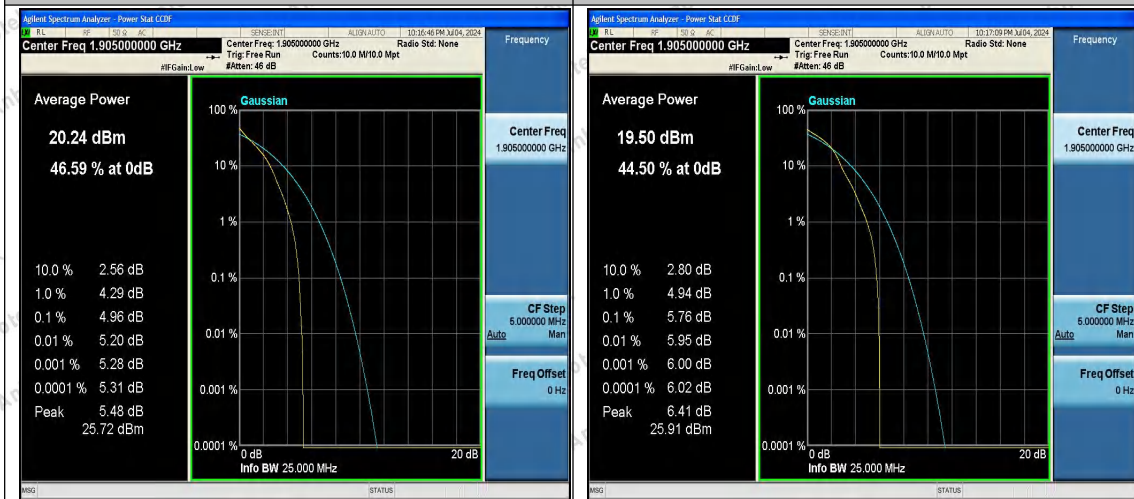 Agilent Spectrum Analyzer - Power Stat CCDF
RL RF 50 Ω AC SENSE:INT ALIGN AUTO 10:16:46 PM Jul 04, 2024
Center Freq 1.905000000 GHz
Center Freq: 1.905000000 GHz Radio Std: None
Trig: Free Run Counts:10.0 M/10.0 Mpt
#IFGain:Low #Atten: 46 dB
Frequency
Average Power
20.24 dBm
46.59 % at 0dB
10.0 % 2.56 dB
1.0 % 4.29 dB
0.1 % 4.96 dB
0.01 % 5.20 dB
0.001 % 5.28 dB
0.0001 % 5.31 dB
Peak 5.48 dB
25.72 dBm
Gaussian
100 %
10 %
1 %
0.1 %
0.01 %
0.001 %
0.0001 %
0 dB 20 dB
Info BW 25.000 MHz
Center Freq
1.905000000 GHz
CF Step
5.000000 MHz
Auto Man
Freq Offset
0 Hz
MSG STATUS
Agilent Spectrum Analyzer - Power Stat CCDF
RL RF 50 Ω AC SENSE:INT ALIGN AUTO 10:17:09 PM Jul 04, 2024
Center Freq 1.905000000 GHz
Center Freq: 1.905000000 GHz Radio Std: None
Trig: Free Run Counts:10.0 M/10.0 Mpt
#IFGain:Low #Atten: 46 dB
Frequency
Average Power
19.50 dBm
44.50 % at 0dB
10.0 % 2.80 dB
1.0 % 4.94 dB
0.1 % 5.76 dB
0.01 % 5.95 dB
0.001 % 6.00 dB
0.0001 % 6.02 dB
Peak 6.41 dB
25.91 dBm
Gaussian
100 %
10 %
1 %
0.1 %
0.01 %
0.001 %
0.0001 %
0 dB 20 dB
Info BW 25.000 MHz
Center Freq
1.905000000 GHz
CF Step
5.000000 MHz
Auto Man
Freq Offset
0 Hz
MSG STATUS